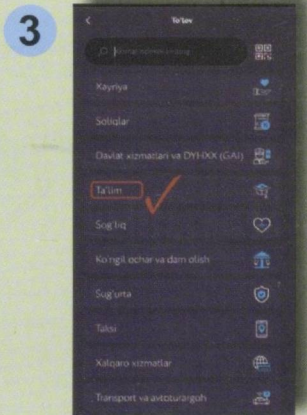 3
To'lov
Xayriya
Soliqlar
Davlat xizmatlari va DYHXX (GAI)
Ta'lim
Sog'liq
Ko'ngil ochar va dam olish
Sug'urta
Taksi
Xalqaro xizmatlar
Transport va avtoturargoh